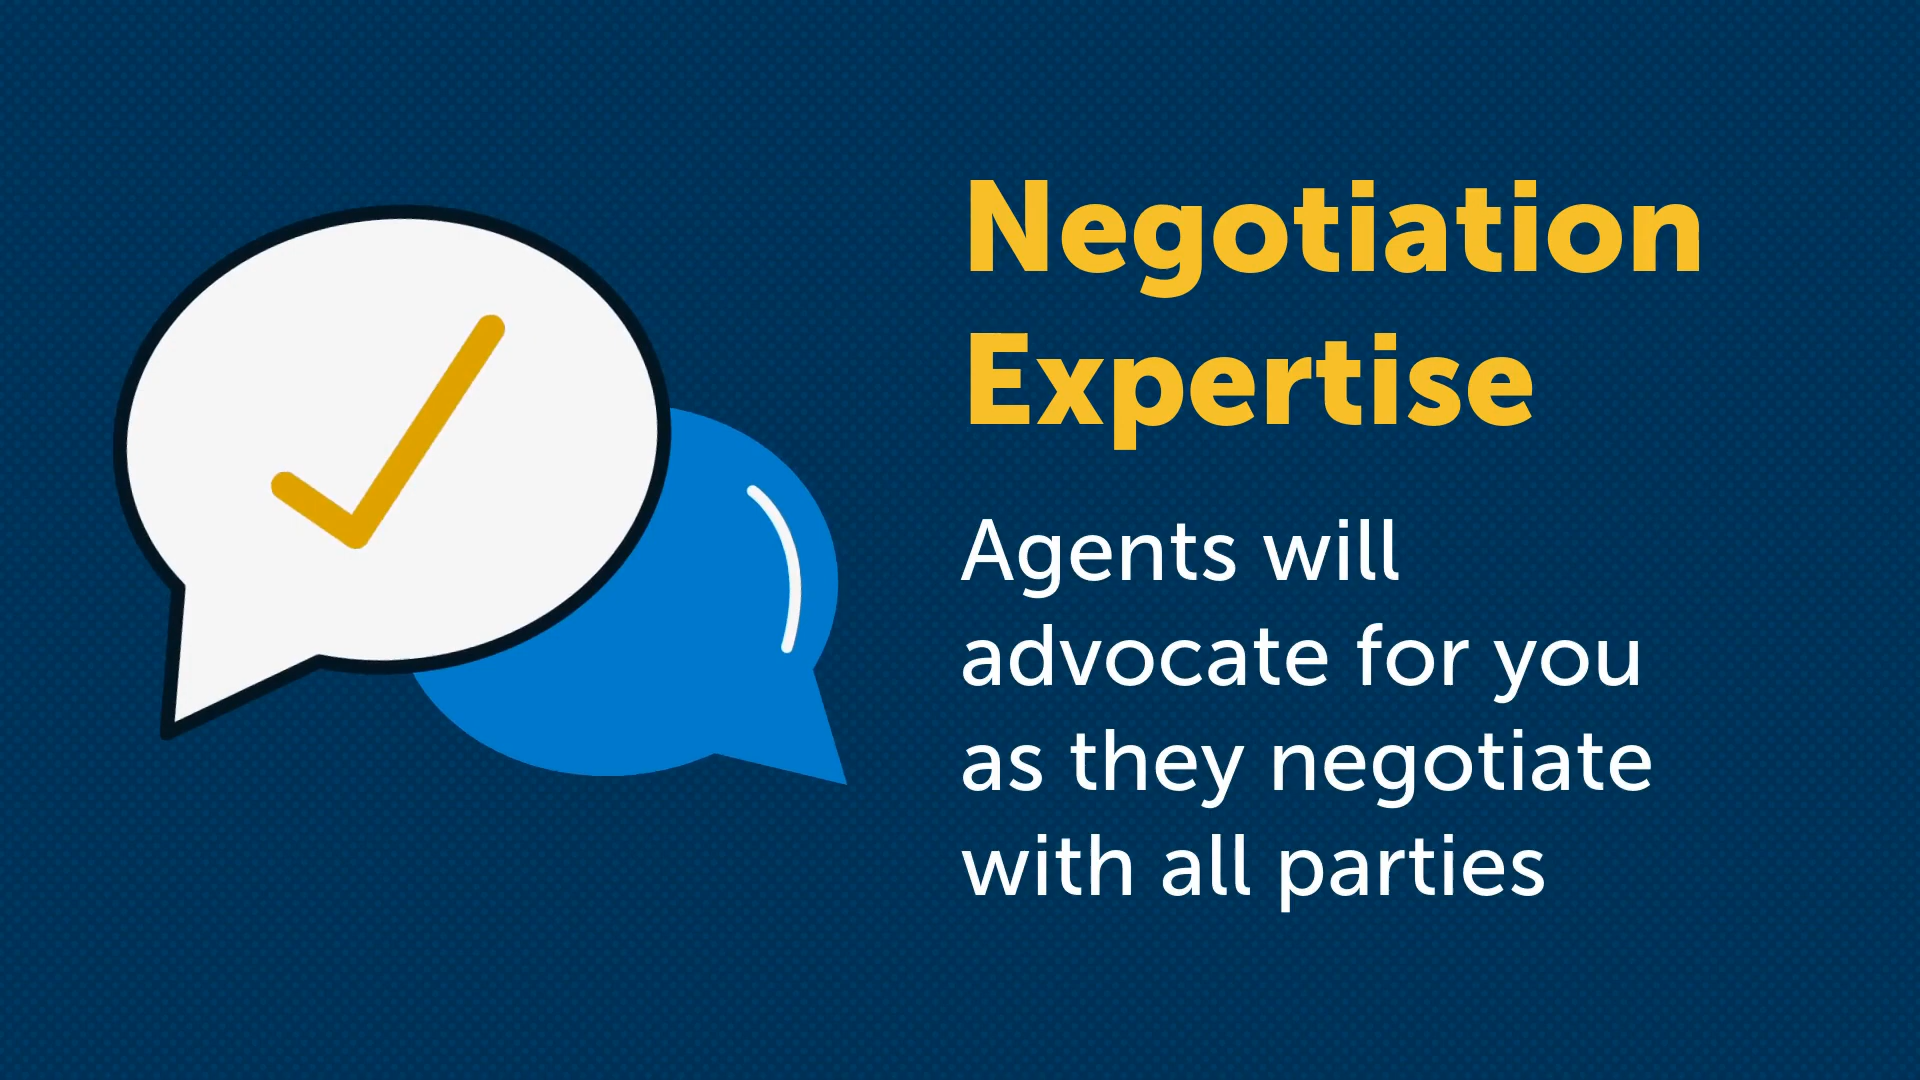 Negotiation
Expertise
Agents will
advocate for you
as they negotiate
with all parties